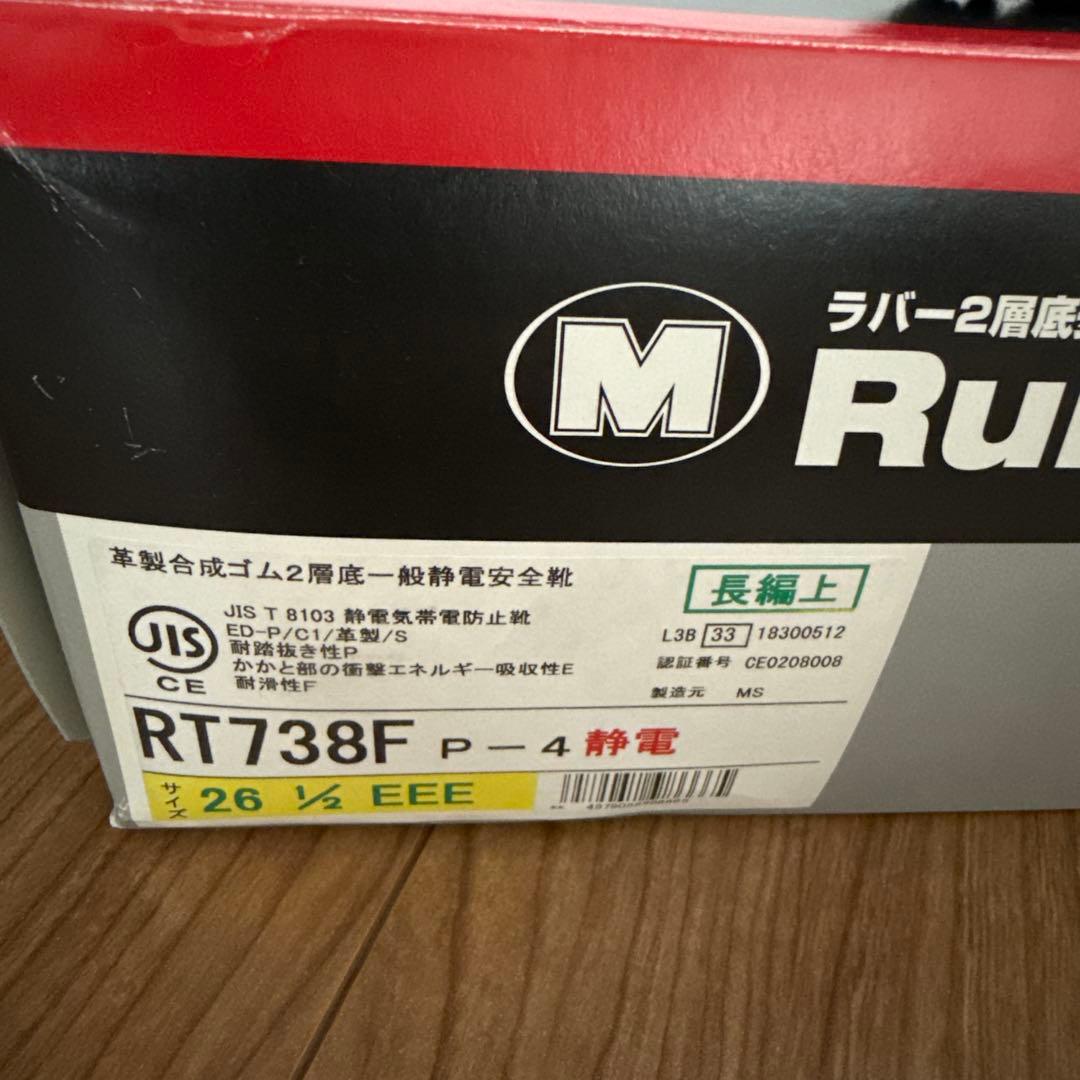 ラバー2層底
M
Ru
革製合成ゴム2層底一般静電安全靴
長編上
JIS
CE
JIS T 8103 静電気帯電防止靴
ED-P/C1/革製/S
耐踏抜き性P
かかと部の衝撃エネルギー吸収性E
耐滑性F
L3B 33 18300512
認証番号 CE0208008
製造元 MS
RT738F P-4 静電
サイズ 26 ½ EEE